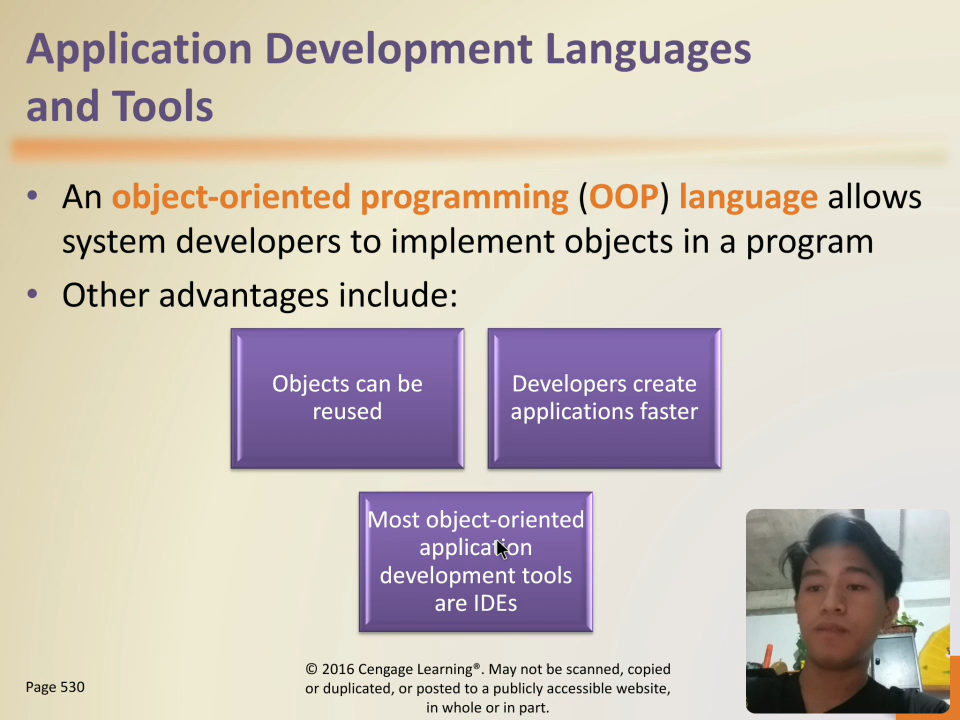 Application Development Languages
and Tools
• An object-oriented programming (OOP) language allows
system developers to implement objects in a program
• Other advantages include:
Objects can be
reused
Developers create
applications faster
Most object-oriented
application
development tools
are IDEs
Page 530
© 2016 Cengage Learning®. May not be scanned, copied
or duplicated, or posted to a publicly accessible website,
in whole or in part.